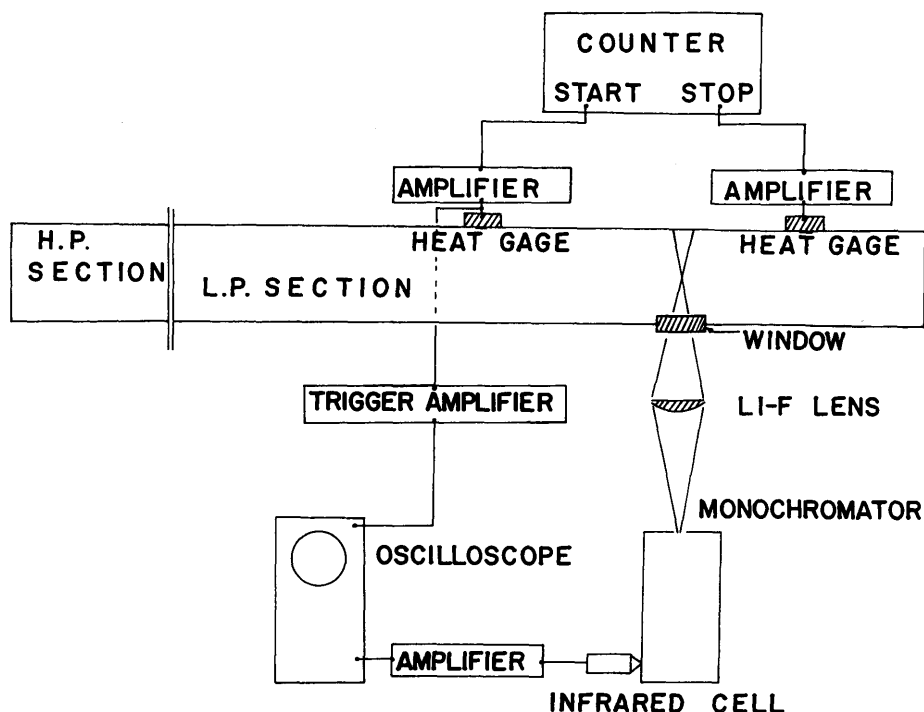 COUNTER
START STOP
AMPLIFIER
AMPLIFIER
H.P.
SECTION
HEAT GAGE
HEAT GAGE
L.P. SECTION
WINDOW
TRIGGER AMPLIFIER
LI-F LENS
MONOCHROMATOR
OSCILLOSCOPE
AMPLIFIER
INFRARED CELL